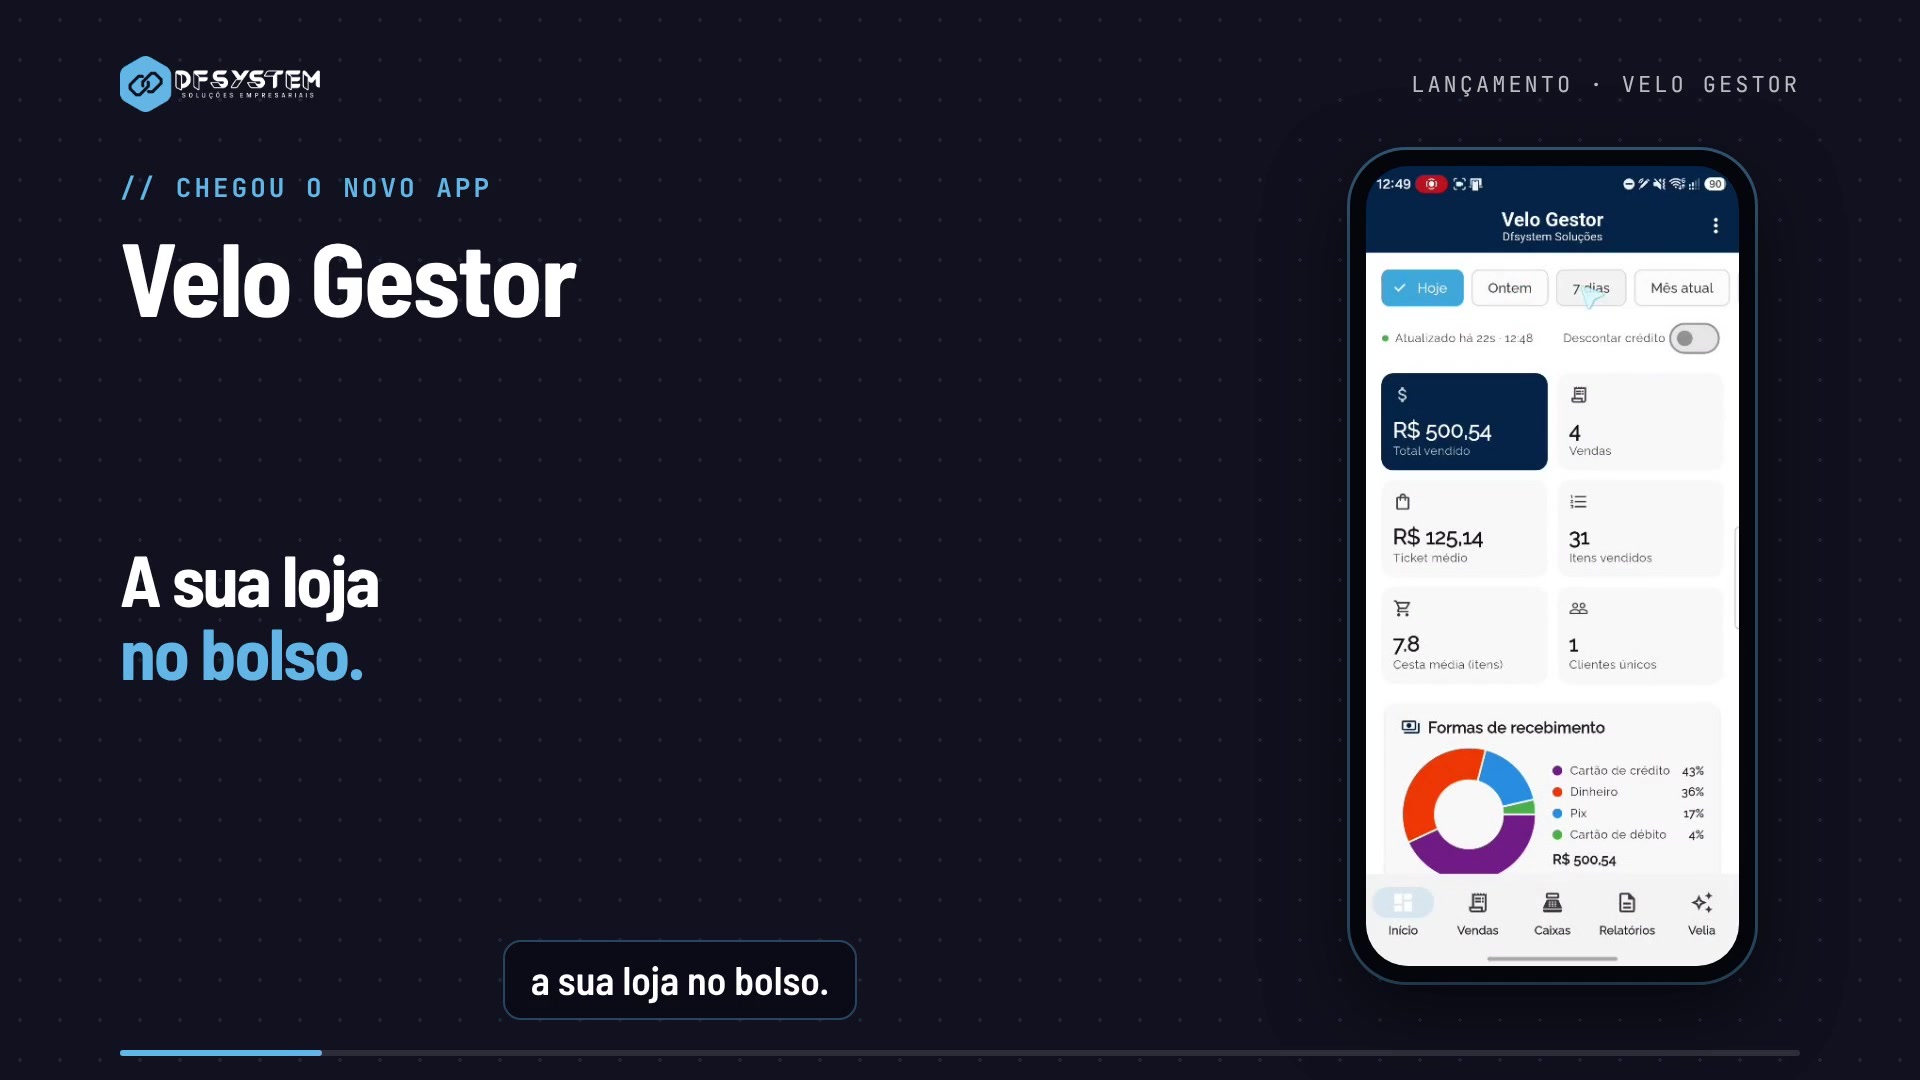 DFSYSTEM
SOLUÇÕES EMPRESARIAIS
LANÇAMENTO · VELO GESTOR
// CHEGOU O NOVO APP
Velo Gestor
A sua loja
no bolso.
a sua loja no bolso.
12:49
90
Velo Gestor
Dfsystem Soluções
Hoje
Ontem
7 dias
Mês atual
Atualizado há 22s · 12:48
Descontar crédito
R$ 500,54
Total vendido
4
Vendas
R$ 125,14
Ticket médio
31
Itens vendidos
7.8
Cesta média (itens)
1
Clientes únicos
Formas de recebimento
Cartão de crédito 43%
Dinheiro 36%
Pix 17%
Cartão de débito 4%
R$ 500,54
Início
Vendas
Caixas
Relatórios
Velia